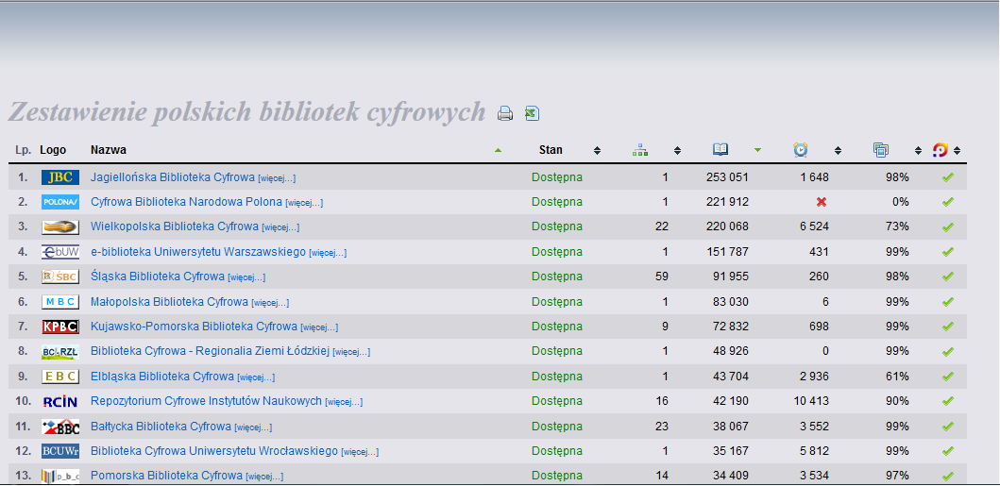 Zestawienie polskich bibliotek cyfrowych
Lp. Logo Nazwa Stan
1. JBC Jagiellońska Biblioteka Cyfrowa [więcej...] Dostępna 1 253 051 1 648 98%
2. POLONA/ Cyfrowa Biblioteka Narodowa Polona [więcej...] Dostępna 1 221 912 0%
3. Wielkopolska Biblioteka Cyfrowa [więcej...] Dostępna 22 220 068 6 524 73%
4. ebUW e-biblioteka Uniwersytetu Warszawskiego [więcej...] Dostępna 1 151 787 431 99%
5. ŚBC Śląska Biblioteka Cyfrowa [więcej...] Dostępna 59 91 955 260 98%
6. MBC Małopolska Biblioteka Cyfrowa [więcej...] Dostępna 1 83 030 6 99%
7. KPBC Kujawsko-Pomorska Biblioteka Cyfrowa [więcej...] Dostępna 9 72 832 698 99%
8. BC-RZŁ Biblioteka Cyfrowa - Regionalia Ziemi Łódzkiej [więcej...] Dostępna 1 48 926 0 99%
9. EBC Elbląska Biblioteka Cyfrowa [więcej...] Dostępna 1 43 704 2 936 61%
10. RCIN Repozytorium Cyfrowe Instytutów Naukowych [więcej...] Dostępna 16 42 190 10 413 90%
11. BBC Bałtycka Biblioteka Cyfrowa [więcej...] Dostępna 23 38 067 3 552 99%
12. BCUWr Biblioteka Cyfrowa Uniwersytetu Wrocławskiego [więcej...] Dostępna 1 35 167 5 812 99%
13. p_b_c Pomorska Biblioteka Cyfrowa [więcej...] Dostępna 14 34 409 3 534 97%